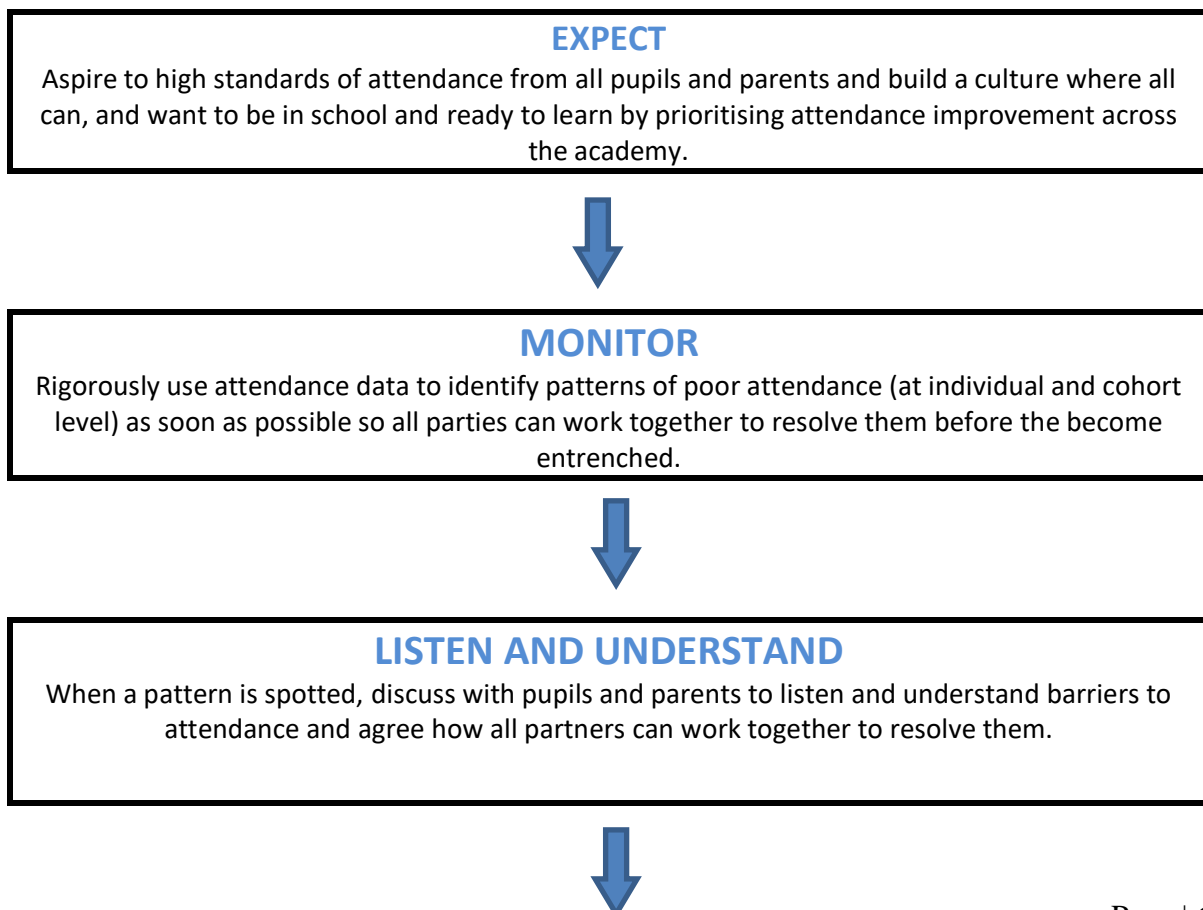 EXPECT
Aspire to high standards of attendance from all pupils and parents and build a culture where all
can, and want to be in school and ready to learn by prioritising attendance improvement across
the academy.
MONITOR
Rigorously use attendance data to identify patterns of poor attendance (at individual and cohort
level) as soon as possible so all parties can work together to resolve them before the become
entrenched.
LISTEN AND UNDERSTAND
When a pattern is spotted, discuss with pupils and parents to listen and understand barriers to
attendance and agree how all partners can work together to resolve them.